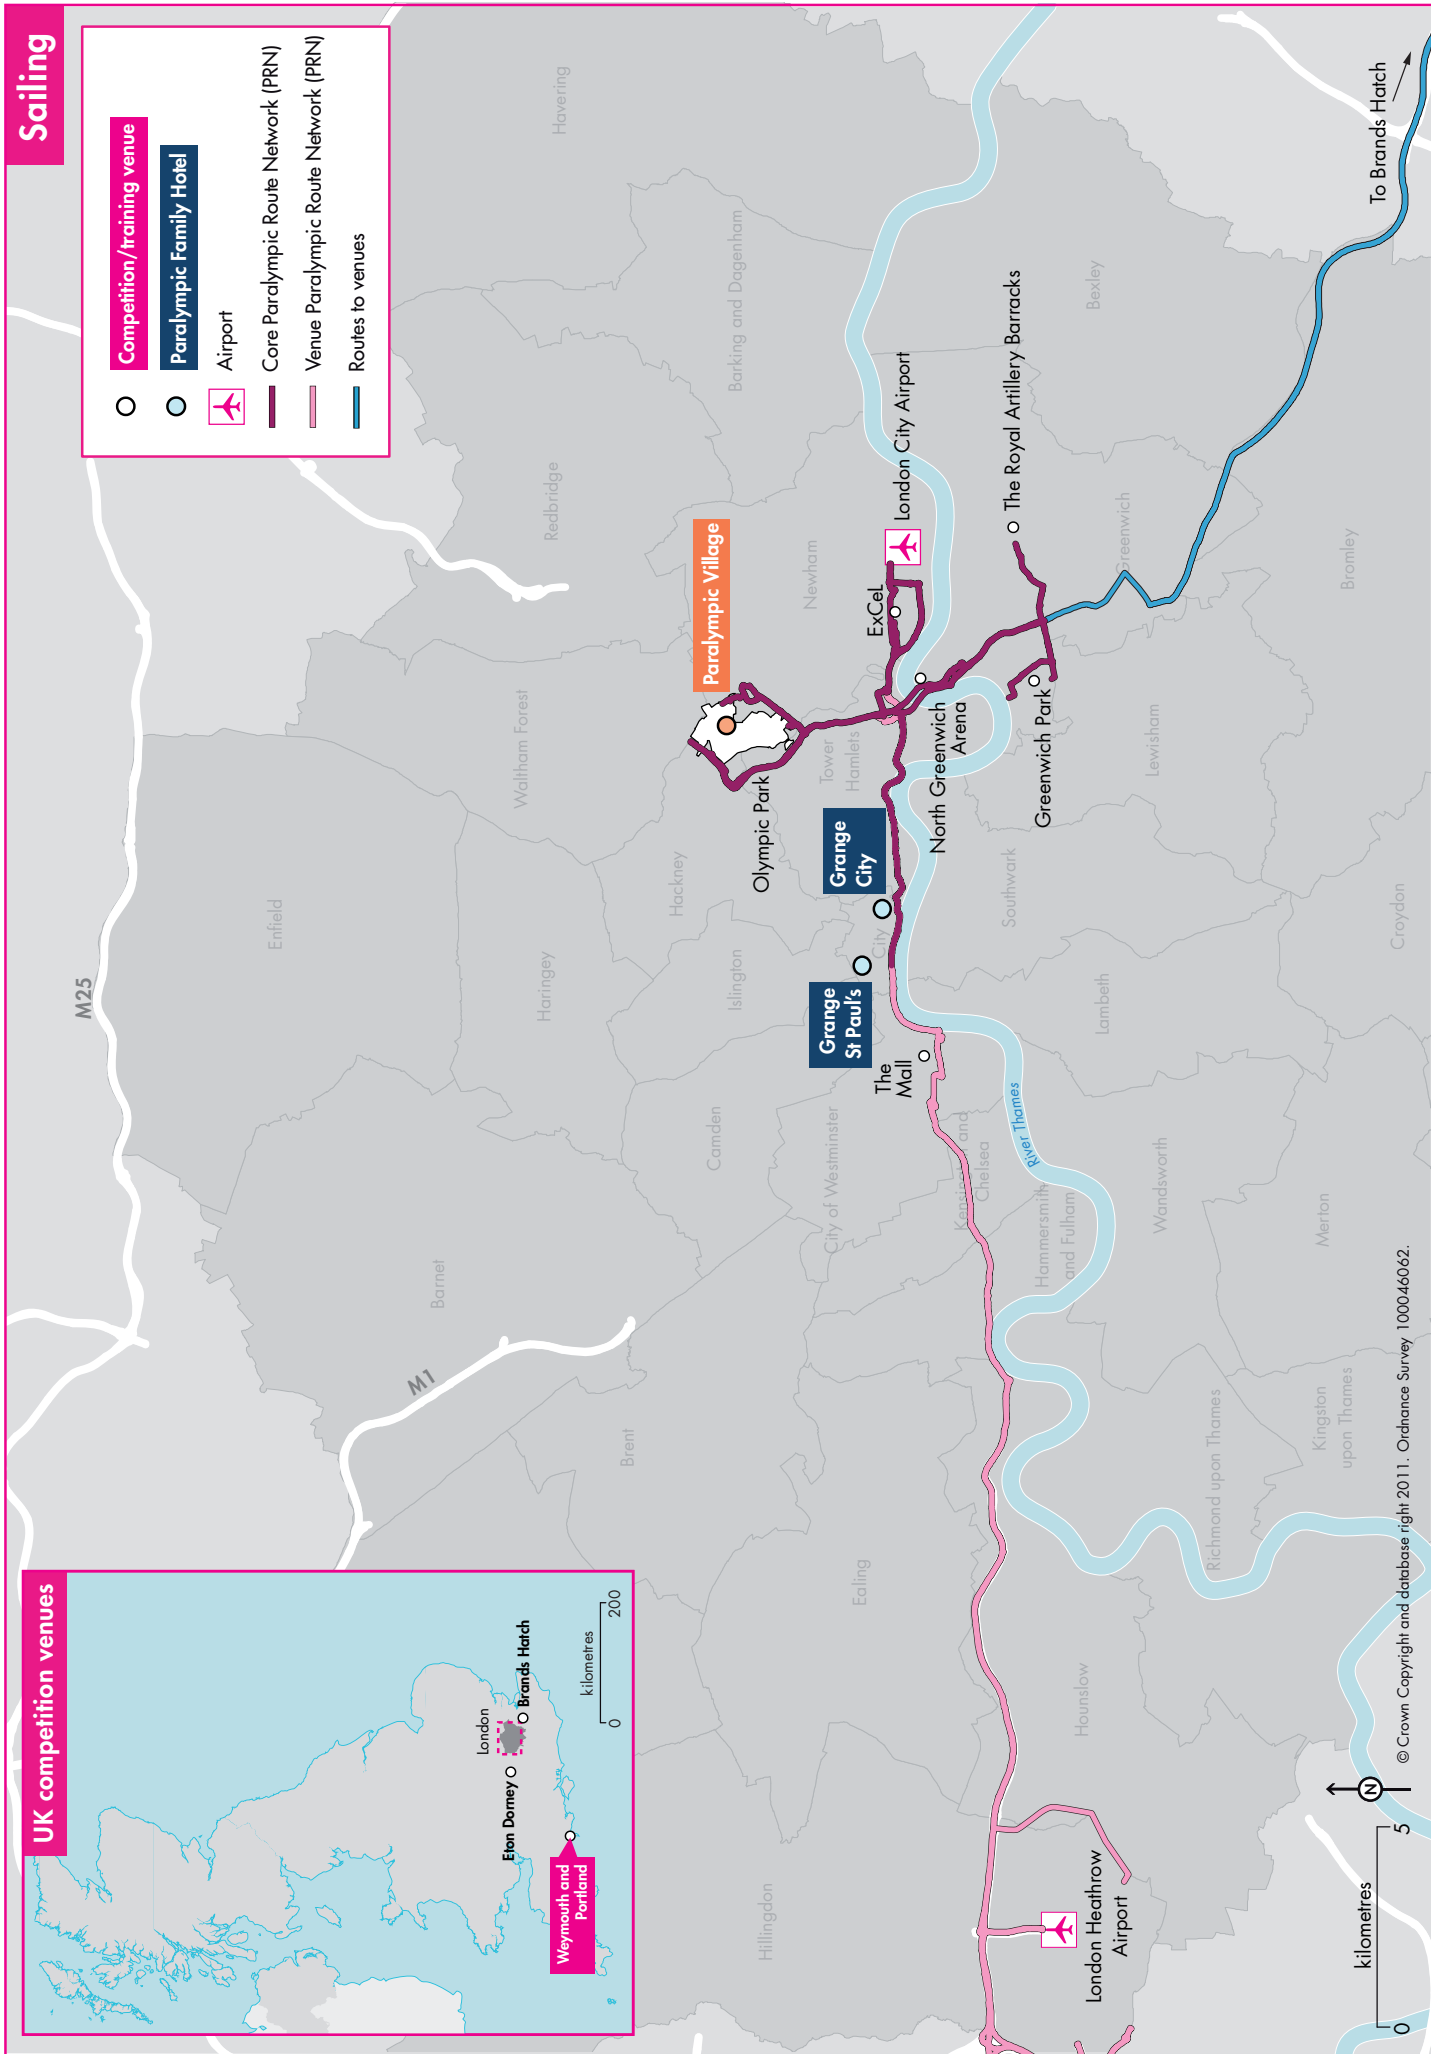 Sailing
UK competition venues
London
Eton Dorney
Brands Hatch
Weymouth and
Portland
kilometres
0
200
Competition/training venue
Paralympic Family Hotel
Airport
Core Paralympic Route Network (PRN)
Venue Paralympic Route Network (PRN)
Routes to venues
M25
M1
Enfield
Barnet
Haringey
Waltham Forest
Redbridge
Havering
Brent
Camden
Islington
Hackney
Barking and Dagenham
Newham
Hillingdon
Ealing
City of Westminster
Tower
Hamlets
City
Kensington and
Chelsea
Hammersmith
and Fulham
Hounslow
Wandsworth
Lambeth
Southwark
Lewisham
Greenwich
Bexley
Richmond upon Thames
Kingston
upon Thames
Merton
Croydon
Bromley
Paralympic Village
Olympic Park
Grange
St Paul's
Grange
City
The
Mall
ExCeL
London City Airport
North Greenwich
Arena
Greenwich Park
The Royal Artillery Barracks
River Thames
London Heathrow
Airport
To Brands Hatch
kilometres
0
5
N
© Crown Copyright and database right 2011. Ordnance Survey 100046062.